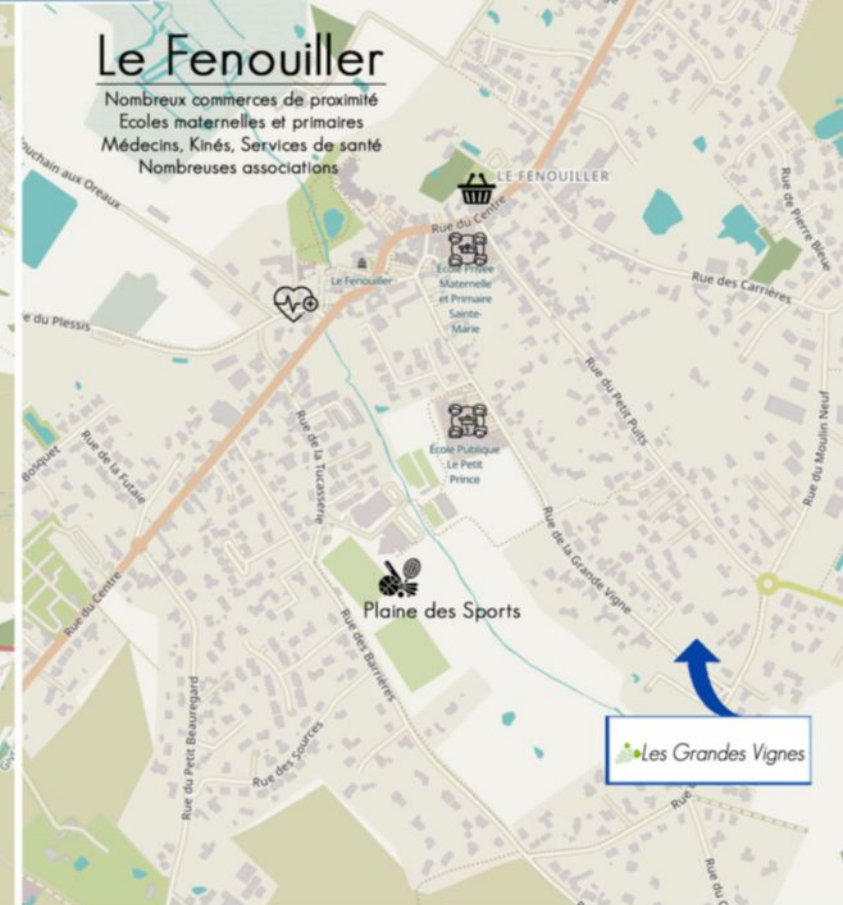 Le Fenouiller
Nombreux commerces de proximité
Ecoles maternelles et primaires
Médecins, Kinés, Services de santé
Nombreuses associations
aux Oreaux
LE FENOUILLER
Rue du Centre
Rue de Pierre Bleue
École Privée
Maternelle
et Primaire
Sainte-
Marie
Le Fenouiller
Rue des Carrières
du Plessis
Rue du Petit Puits
Rue du Moulin Neuf
Bosquet
Rue de la Futaie
Rue de la Tucasserie
École Publique
Le Petit
Prince
Rue de la Grande Vigne
Rue du Centre
Plaine des Sports
Rue des Barrières
Rue du Petit Beauregard
Rue des Sources
Les Grandes Vignes
Rue
Rue du